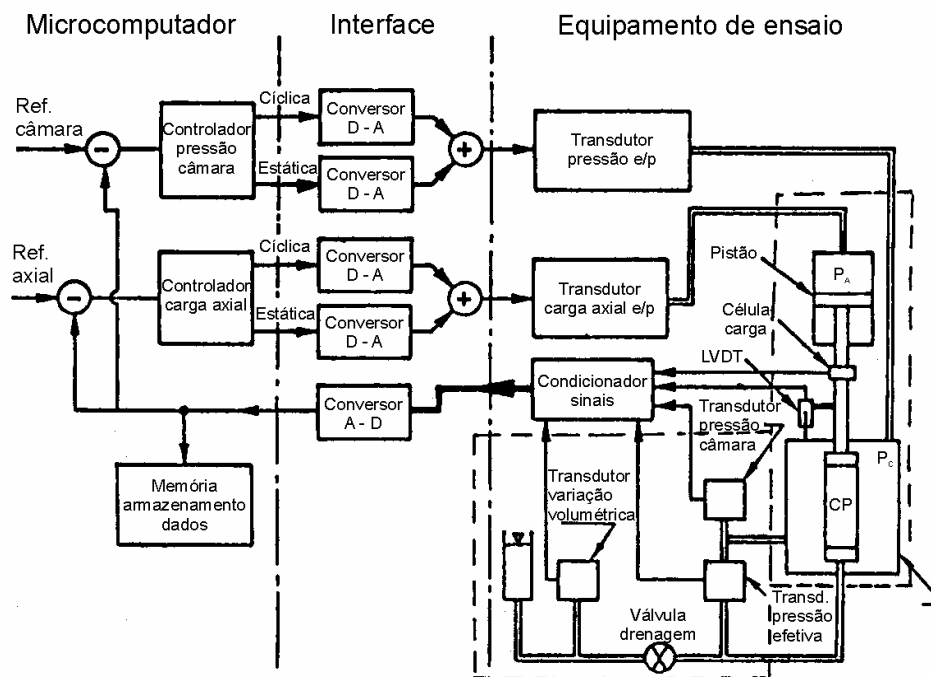 Microcomputador
Interface
Equipamento de ensaio
Ref.
câmara
-
Controlador
pressão
câmara
Cíclica
Estática
Conversor
D - A
Conversor
D - A
+
Transdutor
pressão e/p
Ref.
axial
-
Controlador
carga axial
Cíclica
Estática
Conversor
D - A
Conversor
D - A
+
Transdutor
carga axial e/p
Pistão
P A
Célula
carga
LVDT
Condicionador
sinais
Conversor
A - D
Transdutor
pressão
câmara
P C
CP
Memória
armazenamento
dados
Transdutor
variação
volumétrica
Válvula
drenagem
Transd.
pressão
efetiva